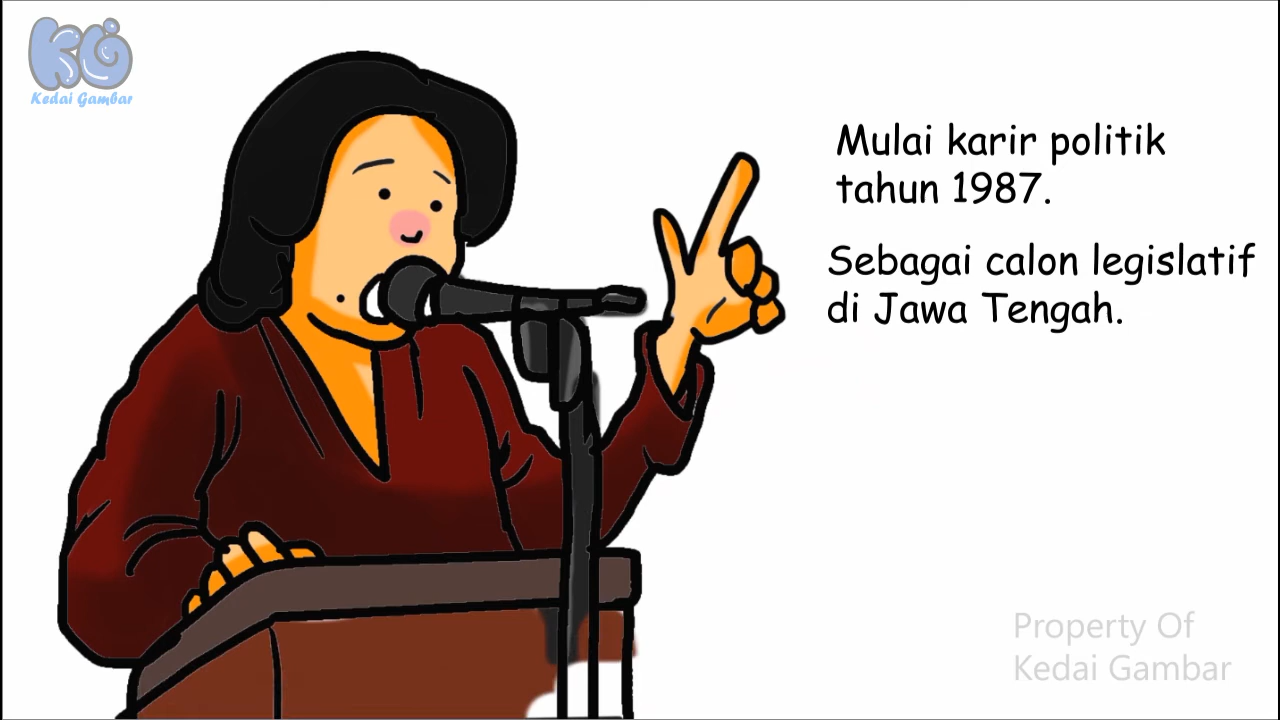 KG
Kedai Gambar
Mulai karir politik
tahun 1987.
Sebagai calon legislatif
di Jawa Tengah.
Property Of
Kedai Gambar